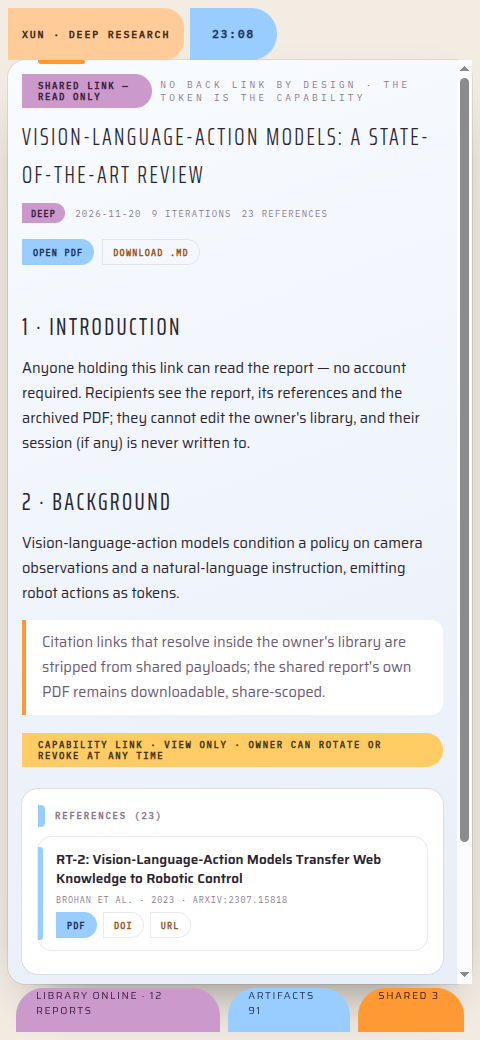 XUN · DEEP RESEARCH
23:08
SHARED LINK —
READ ONLY
NO BACK LINK BY DESIGN · THE
TOKEN IS THE CAPABILITY
VISION-LANGUAGE-ACTION MODELS: A STATE-
OF-THE-ART REVIEW
DEEP 2026-11-20 9 ITERATIONS 23 REFERENCES
OPEN PDF DOWNLOAD .MD
1 · INTRODUCTION
Anyone holding this link can read the report — no account
required. Recipients see the report, its references and the
archived PDF; they cannot edit the owner's library, and their
session (if any) is never written to.
2 · BACKGROUND
Vision-language-action models condition a policy on camera
observations and a natural-language instruction, emitting
robot actions as tokens.
Citation links that resolve inside the owner's library are
stripped from shared payloads; the shared report's own
PDF remains downloadable, share-scoped.
CAPABILITY LINK · VIEW ONLY · OWNER CAN ROTATE OR
REVOKE AT ANY TIME
REFERENCES (23)
RT-2: Vision-Language-Action Models Transfer Web
Knowledge to Robotic Control
BROHAN ET AL. · 2023 · ARXIV:2307.15818
PDF DOI URL
LIBRARY ONLINE · 12
REPORTS
ARTIFACTS
91
SHARED 3